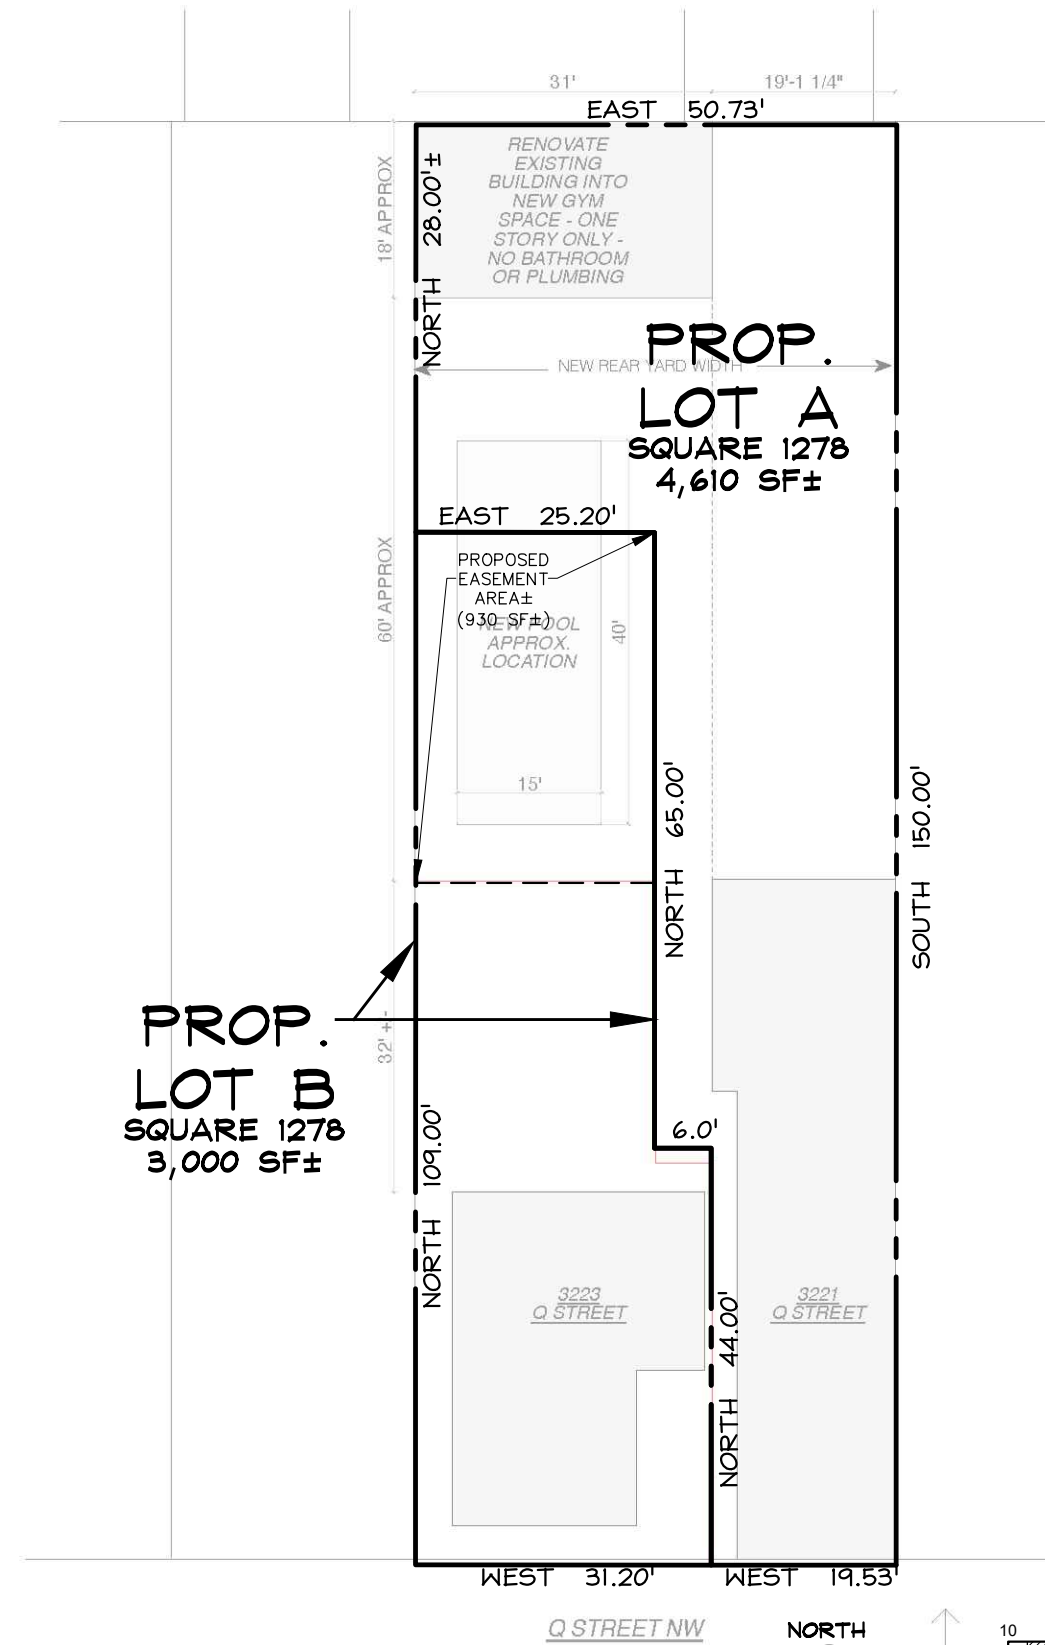 31'
19'-1 1/4"
EAST 50.73'
RENOVATE
EXISTING
BUILDING INTO
NEW GYM
SPACE - ONE
STORY ONLY -
NO BATHROOM
OR PLUMBING
18' APPROX
NORTH 28.00'±
NEW REAR YARD WIDTH
PROP.
LOT A
SQUARE 1278
4,610 SF±
EAST 25.20'
PROPOSED
EASEMENT
AREA±
(930 SF±)
NEW POOL
APPROX.
LOCATION
40'
15'
60' APPROX
NORTH 65.00'
SOUTH 150.00'
PROP.
LOT B
SQUARE 1278
3,000 SF±
32' +-
NORTH 109.00'
6.0'
3223
Q STREET
3221
Q STREET
NORTH 44.00'
WEST 31.20'
WEST 19.53'
Q STREET NW
NORTH
10